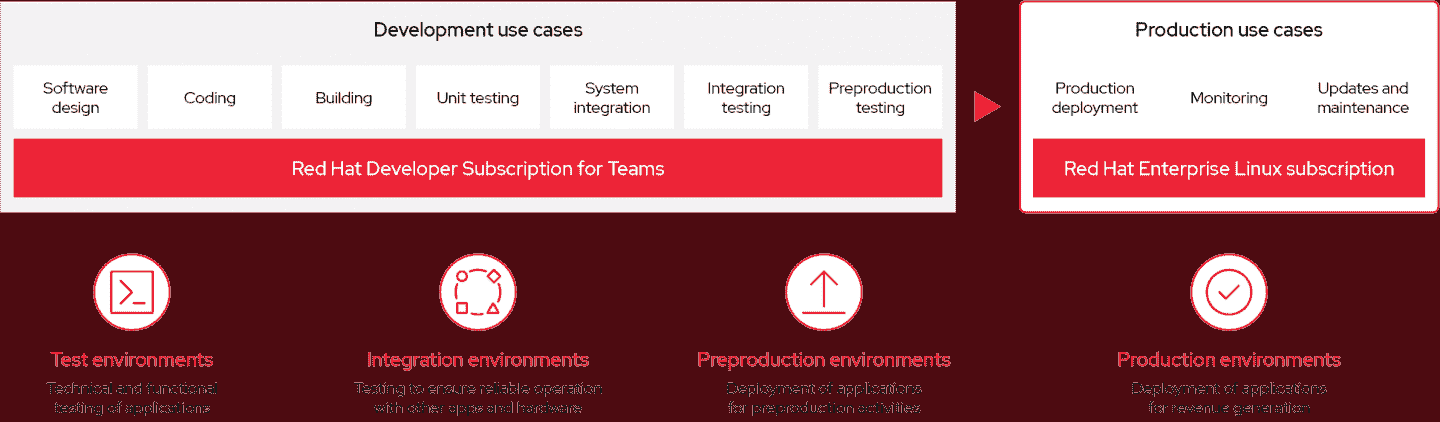 Development use cases
Software
design
Coding
Building
Unit testing
System
integration
Integration
testing
Preproduction
testing
Red Hat Developer Subscription for Teams
Production use cases
Production
deployment
Monitoring
Updates and
maintenance
Red Hat Enterprise Linux subscription
Test environments
Technical and functional
testing of applications
Integration environments
Testing to ensure reliable operation
with other apps and hardware
Preproduction environments
Deployment of applications
for preproduction activities
Production environments
Deployment of applications
for revenue generation